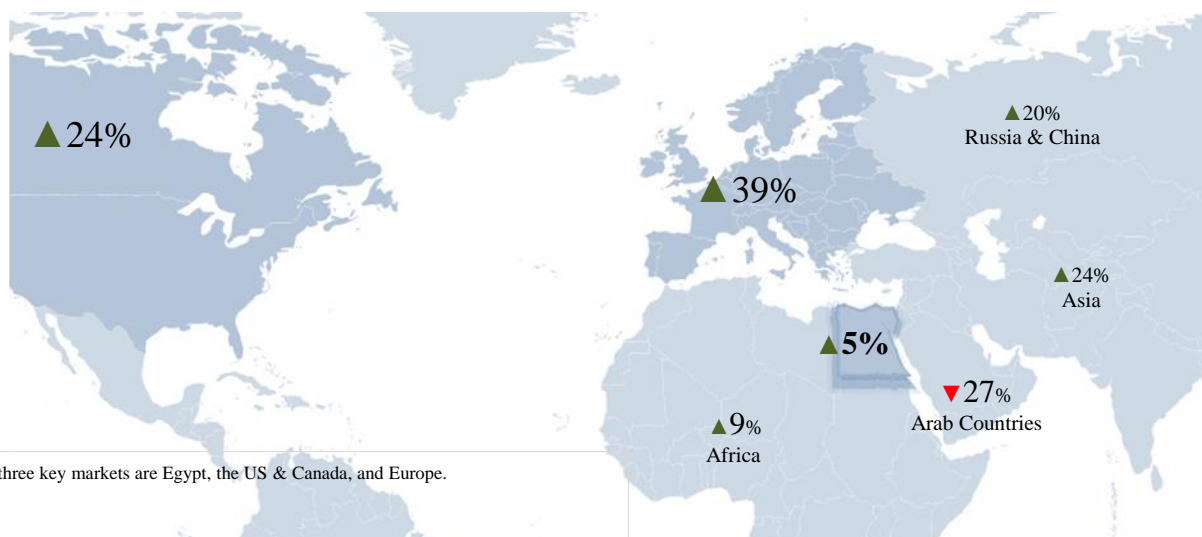 ▲24%
▲20%
Russia & China
▲39%
▲24%
Asia
▲5%
▼27%
Arab Countries
▲9%
Africa
three key markets are Egypt, the US & Canada, and Europe.